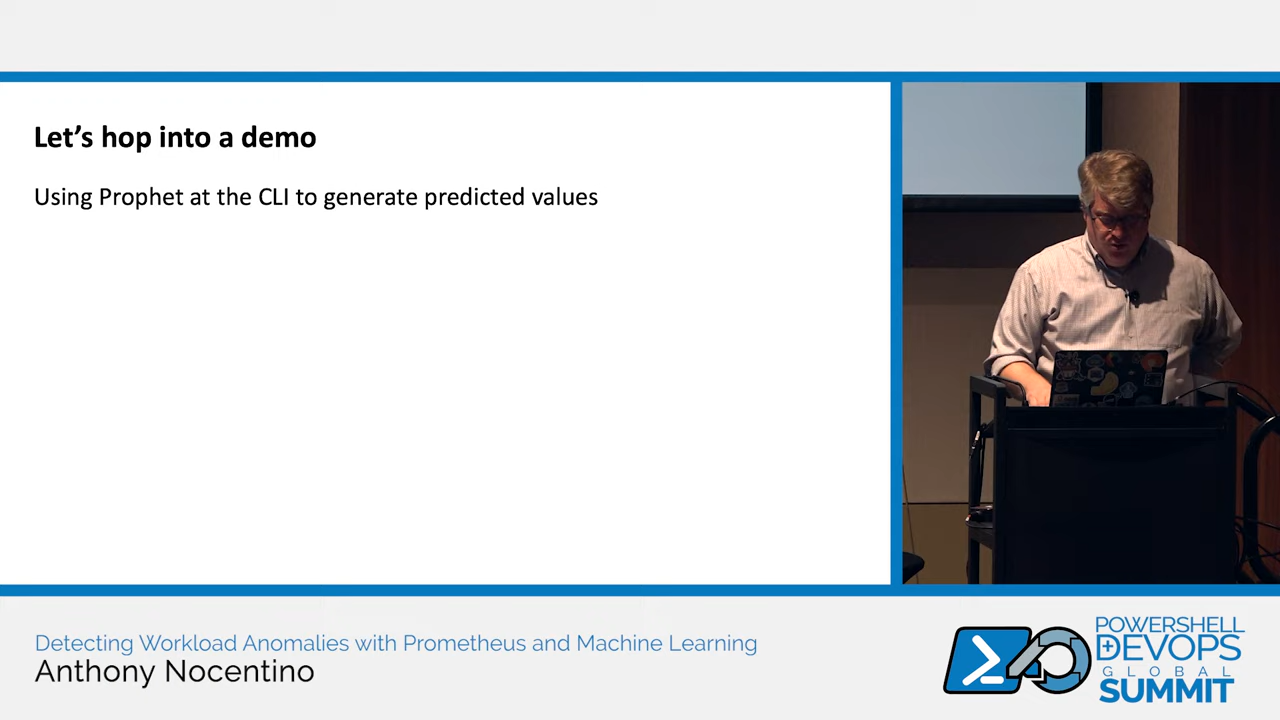 Let's hop into a demo
Using Prophet at the CLI to generate predicted values
Detecting Workload Anomalies with Prometheus and Machine Learning
Anthony Nocentino
POWERSHELL
DEVOPS
GLOBAL
SUMMIT